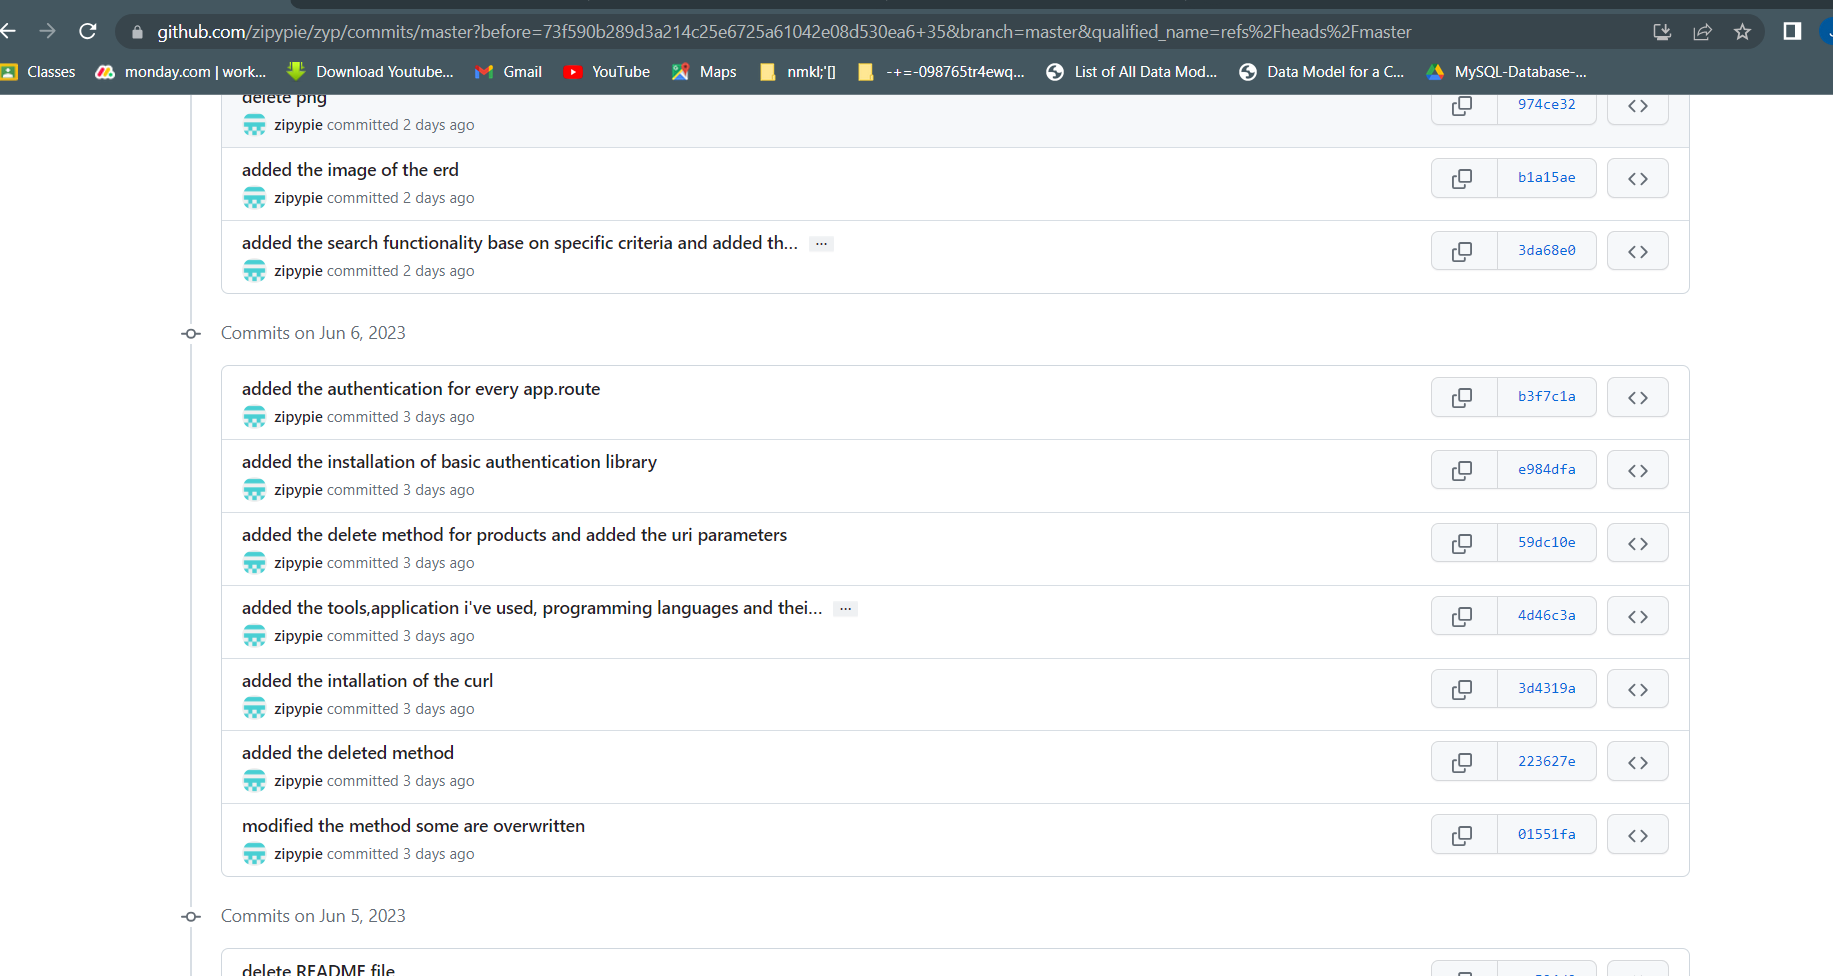 github.com/zipypie/zyp/commits/master?before=73f590b289d3a214c25e6725a61042e08d530ea6+35&branch=master&qualified_name=refs%2Fheads%2Fmaster
Classes monday.com | work... Download Youtube... Gmail YouTube Maps nmkl;'[] -+=-098765tr4ewq... List of All Data Mod... Data Model for a C... MySQL-Database-...
delete png
974ce32
zipypie committed 2 days ago
added the image of the erd
b1a15ae
zipypie committed 2 days ago
added the search functionality base on specific criteria and added th... ...
3da68e0
zipypie committed 2 days ago
Commits on Jun 6, 2023
added the authentication for every app.route
b3f7c1a
zipypie committed 3 days ago
added the installation of basic authentication library
e984dfa
zipypie committed 3 days ago
added the delete method for products and added the uri parameters
59dc10e
zipypie committed 3 days ago
added the tools,application i've used, programming languages and thei... ...
4d46c3a
zipypie committed 3 days ago
added the intallation of the curl
3d4319a
zipypie committed 3 days ago
added the deleted method
223627e
zipypie committed 3 days ago
modified the method some are overwritten
01551fa
zipypie committed 3 days ago
Commits on Jun 5, 2023
delete README file